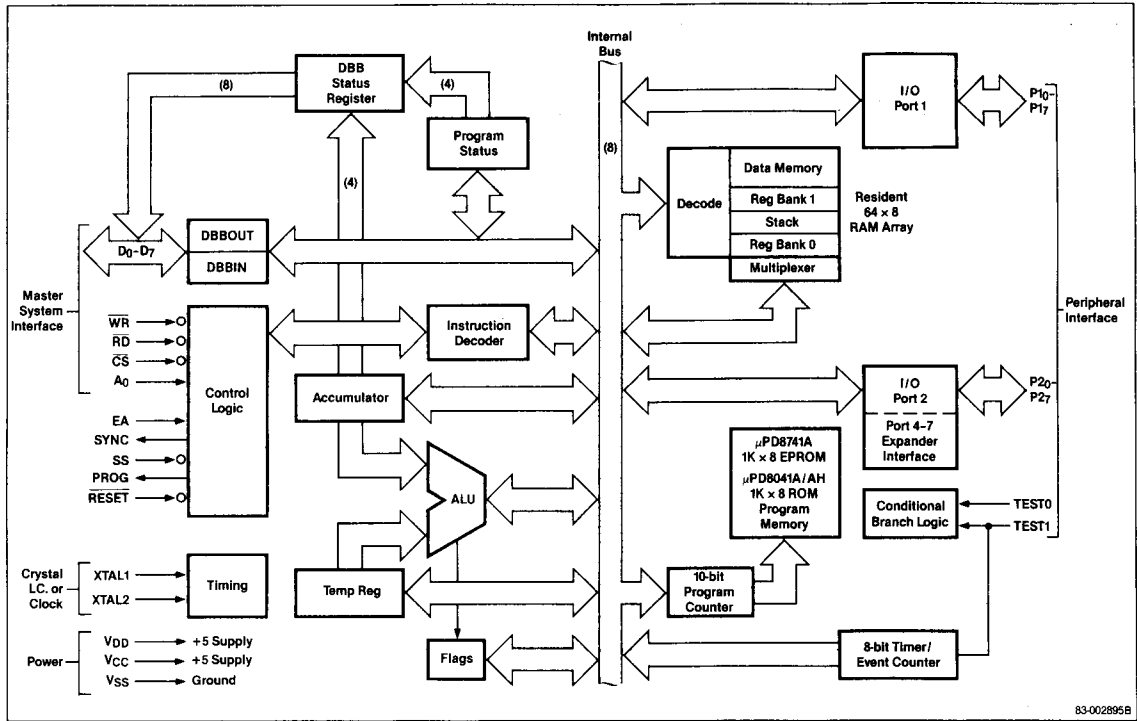 Internal
Bus
DBB
Status
Register
(8)
(4)
Program
Status
(4)
(8)
I/O
Port 1
P1₀–
P1₇
Decode
Data Memory
Reg Bank 1
Stack
Reg Bank 0
Multiplexer
Resident
64 × 8
RAM Array
Master
System
Interface
D₀–D₇
DBBOUT
DBBIN
W̅R̅
R̅D̅
C̅S̅
A₀
EA
SYNC
SS
PROG
R̅E̅S̅E̅T̅
Control
Logic
Instruction
Decoder
Accumulator
ALU
Peripheral
Interface
I/O
Port 2
Port 4–7
Expander
Interface
P2₀–
P2₇
μPD8741A
1K × 8 EPROM
μPD8041A/AH
1K × 8 ROM
Program
Memory
Conditional
Branch Logic
TEST0
TEST1
Crystal
LC. or
Clock
XTAL1
XTAL2
Timing
Temp Reg
10-bit
Program
Counter
Power
VDD
+5 Supply
VCC
+5 Supply
VSS
Ground
Flags
8-bit Timer/
Event Counter
83-002895B